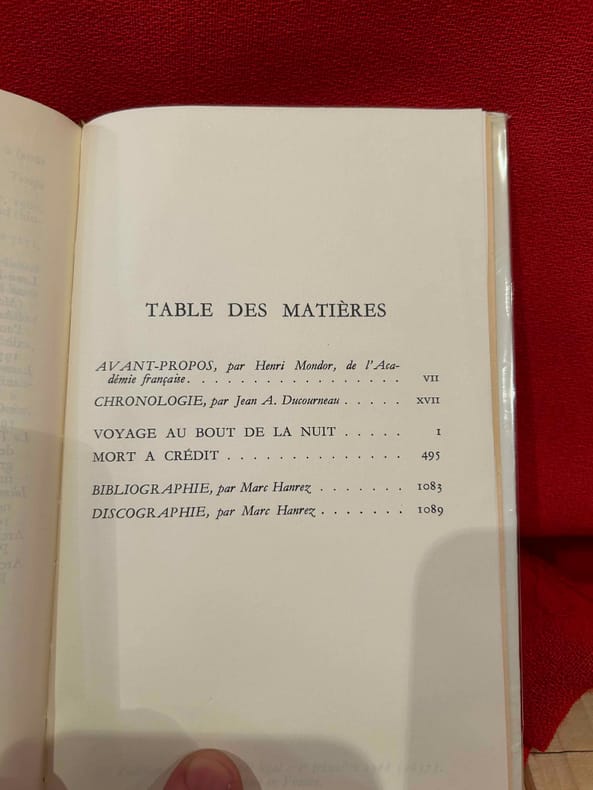 TABLE DES MATIÈRES
AVANT-PROPOS, par Henri Mondor, de l'Aca-
démie française. . . . . . . . . . . . . . . . . VII
CHRONOLOGIE, par Jean A. Ducourneau . . . . . XVII
VOYAGE AU BOUT DE LA NUIT . . . . . 1
MORT A CRÉDIT . . . . . . . . . . . . . . 495
BIBLIOGRAPHIE, par Marc Hanrez . . . . . . . 1083
DISCOGRAPHIE, par Marc Hanrez . . . . . . . 1089